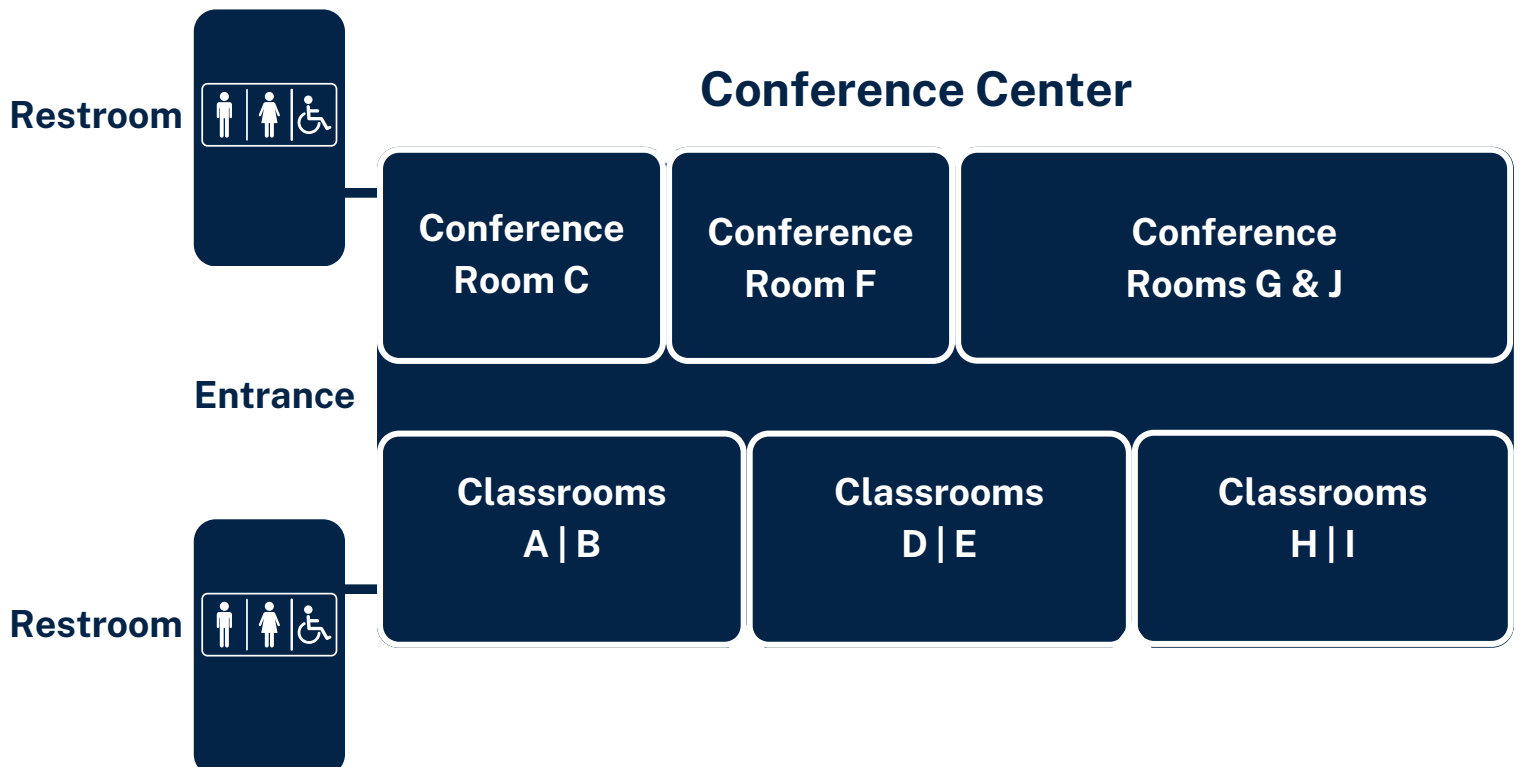 Conference Center
Restroom
Conference
Room C
Conference
Room F
Conference
Rooms G & J
Entrance
Classrooms
A | B
Classrooms
D | E
Classrooms
H | I
Restroom